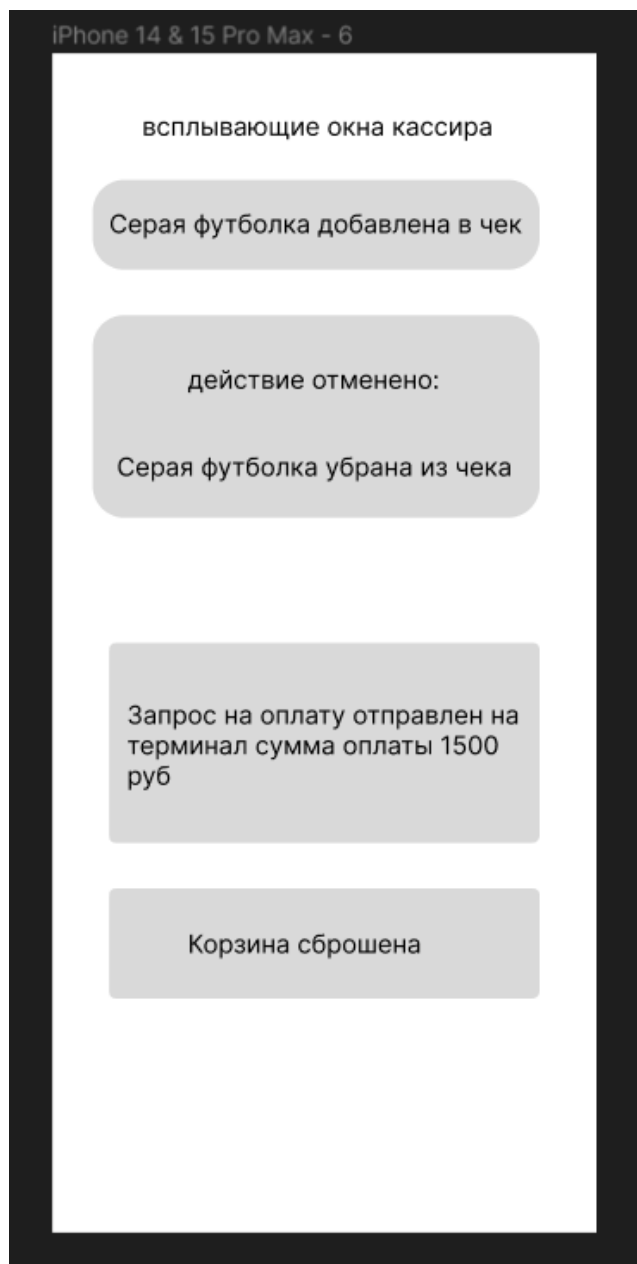 iPhone 14 & 15 Pro Max - 6
всплывающие окна кассира
Серая футболка добавлена в чек
действие отменено:
Серая футболка убрана из чека
Запрос на оплату отправлен на
терминал сумма оплаты 1500
руб
Корзина сброшена